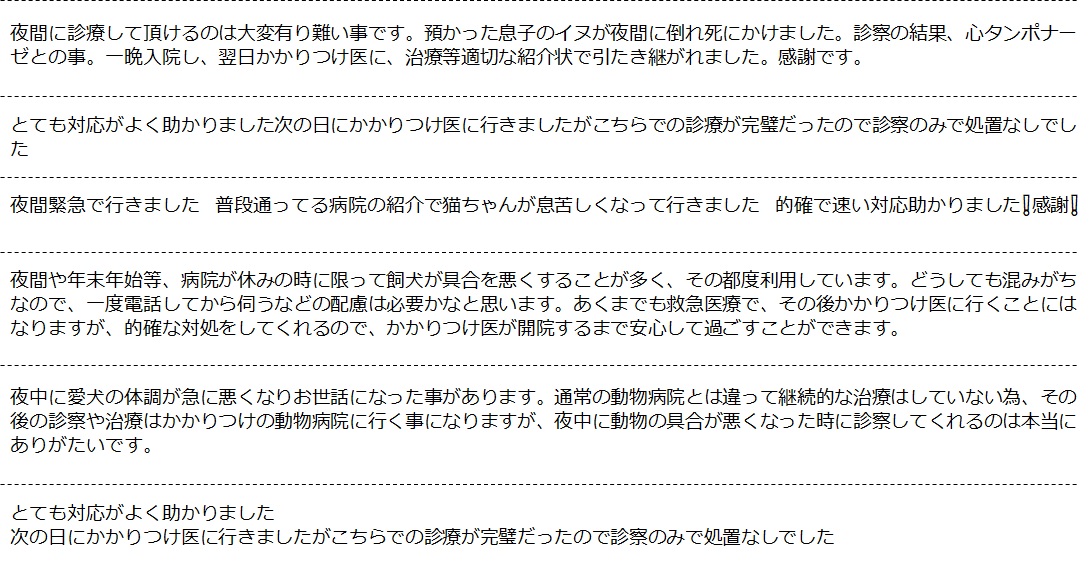 夜間に診療して頂けるのは大変有り難い事です。預かった息子のイヌが夜間に倒れ死にかけました。診察の結果、心タンポナー
ゼとの事。一晩入院し、翌日かかりつけ医に、治療等適切な紹介状で引たき継がれました。感謝です。
とても対応がよく助かりました次の日にかかりつけ医に行きましたがこちらでの診療が完璧だったので診察のみで処置なしでし
た
夜間緊急で行きました　普段通ってる病院の紹介で猫ちゃんが息苦しくなって行きました　的確で速い対応助かりました❗感謝❗
夜間や年末年始等、病院が休みの時に限って飼犬が具合を悪くすることが多く、その都度利用しています。どうしても混みがち
なので、一度電話してから伺うなどの配慮は必要かなと思います。あくまでも救急医療で、その後かかりつけ医に行くことには
なりますが、的確な対処をしてくれるので、かかりつけ医が開院するまで安心して過ごすことができます。
夜中に愛犬の体調が急に悪くなりお世話になった事があります。通常の動物病院とは違って継続的な治療はしていない為、その
後の診察や治療はかかりつけの動物病院に行く事になりますが、夜中に動物の具合が悪くなった時に診察してくれるのは本当に
ありがたいです。
とても対応がよく助かりました
次の日にかかりつけ医に行きましたがこちらでの診療が完璧だったので診察のみで処置なしでした